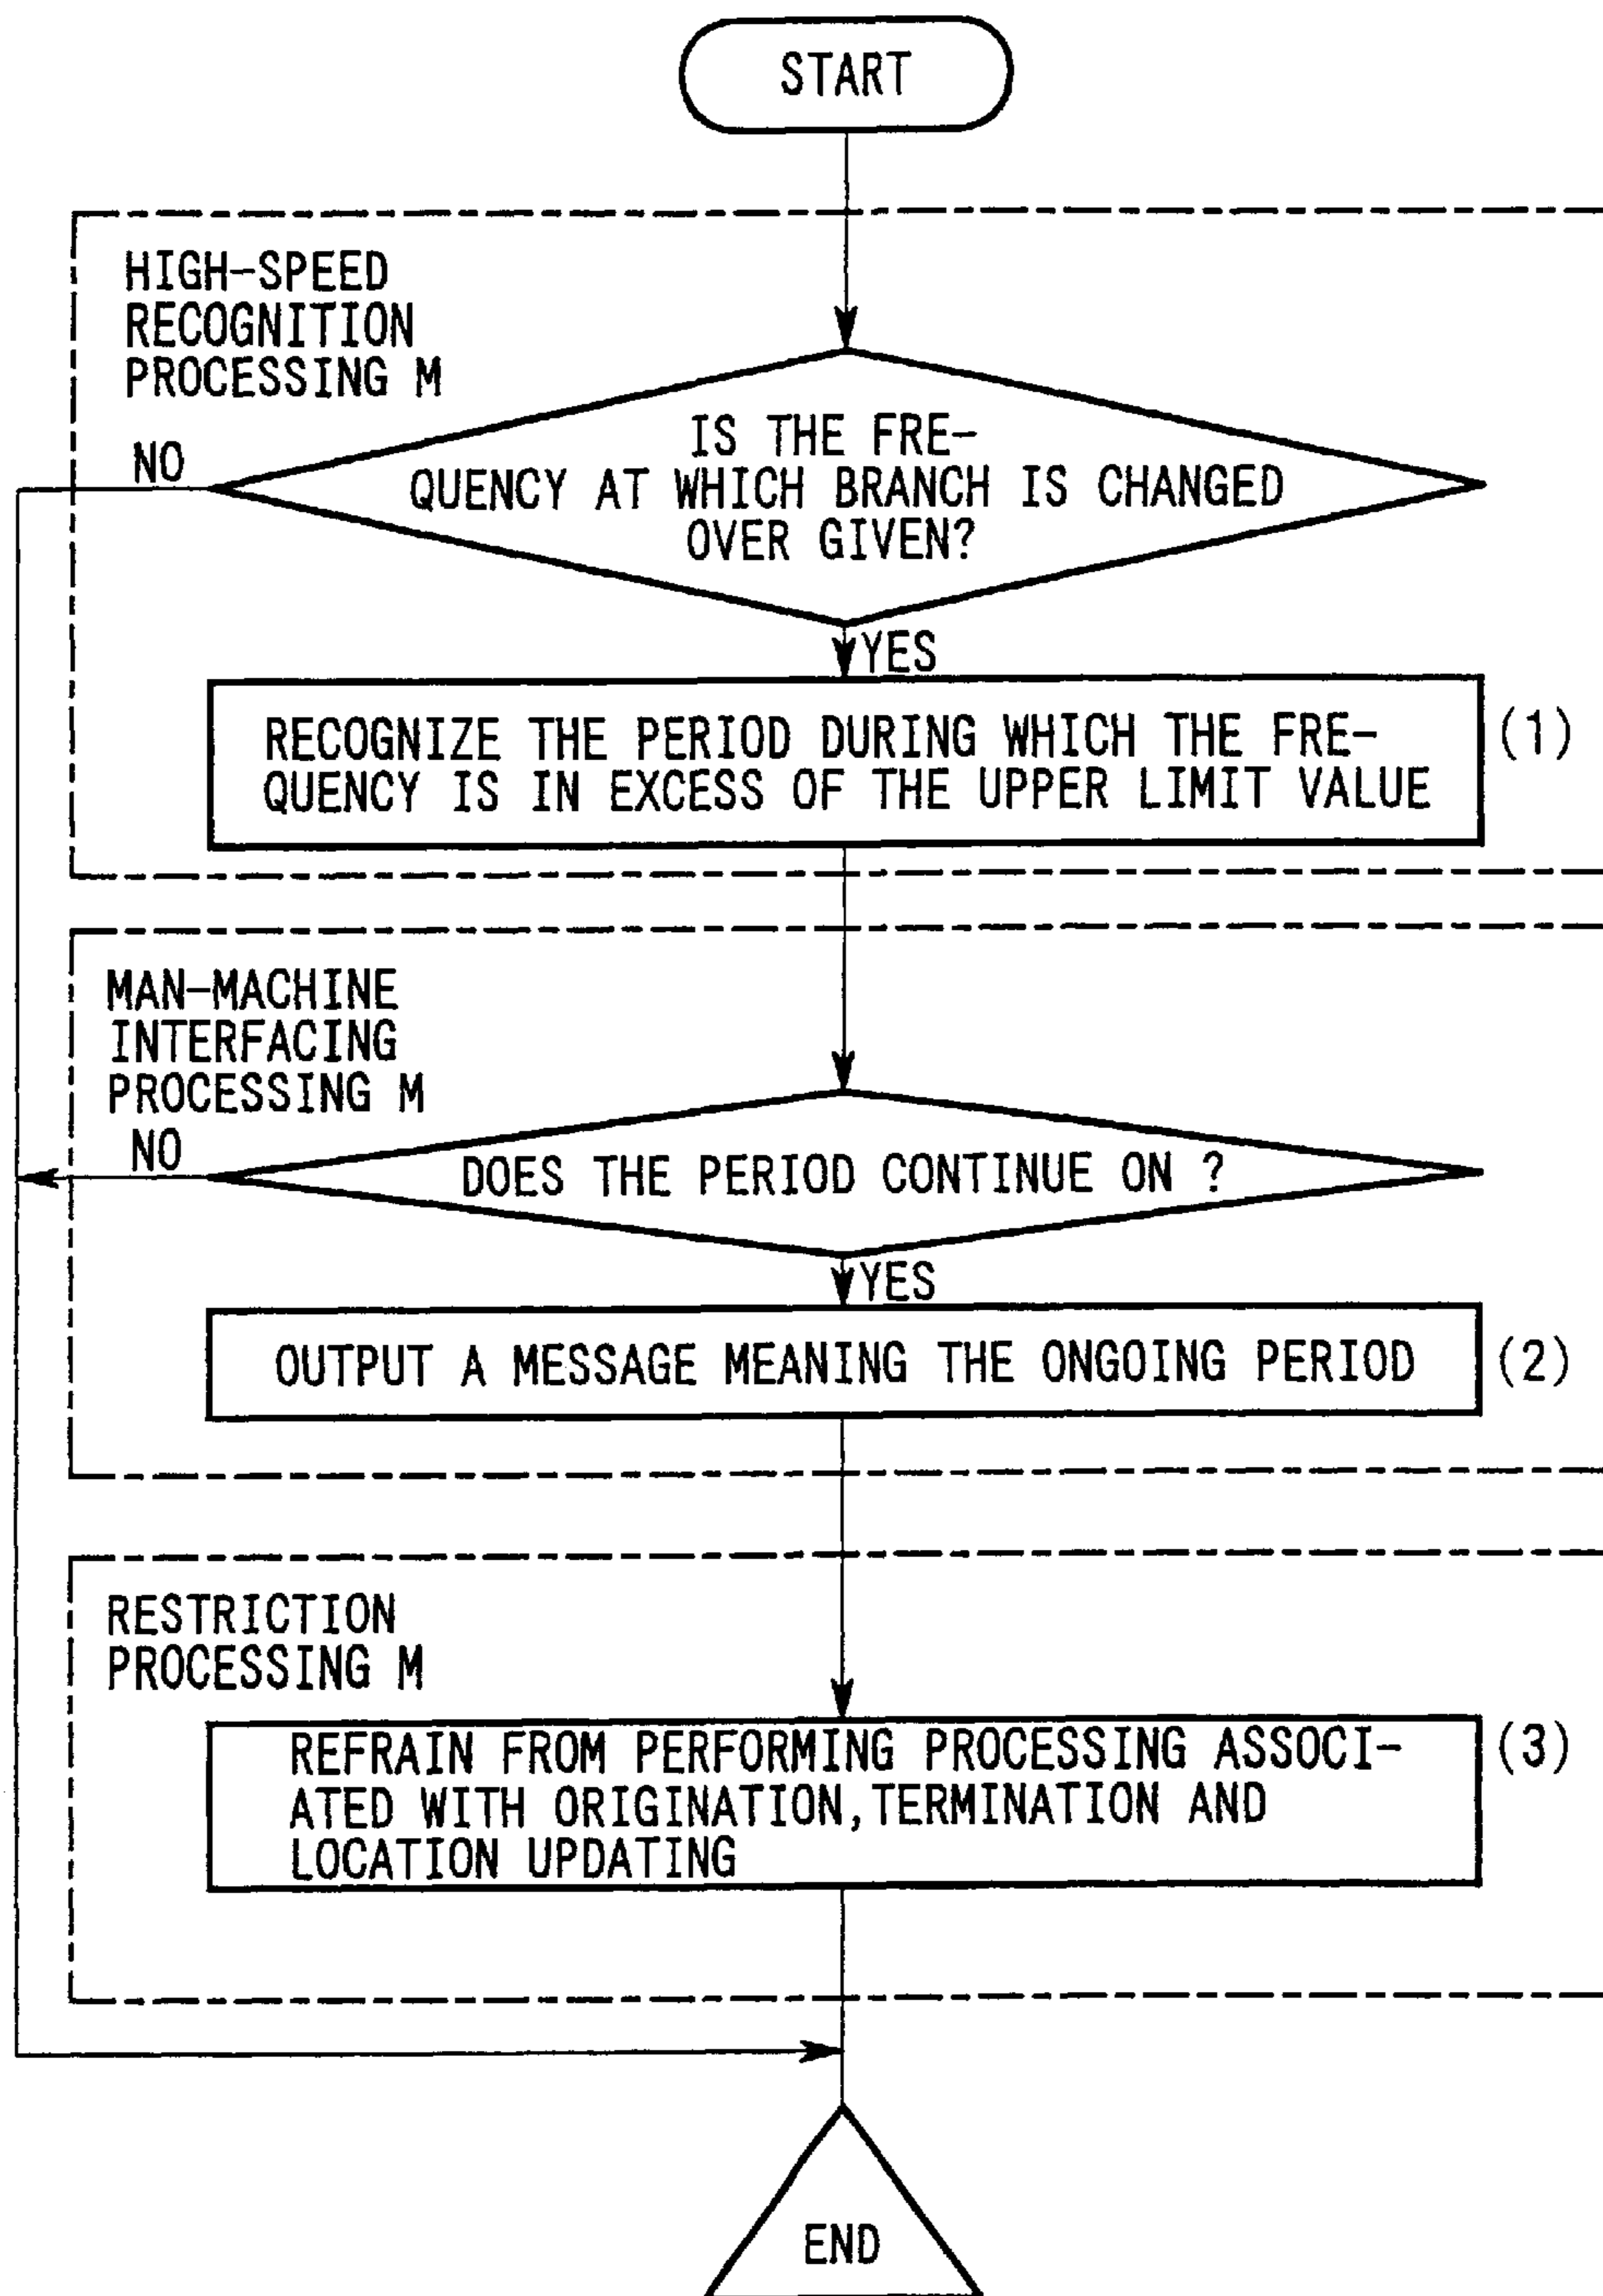 START
HIGH-SPEED
RECOGNITION
PROCESSING M
IS THE FRE-
NO
QUENCY AT WHICH BRANCH IS CHANGED
OVER GIVEN?
YES
RECOGNIZE THE PERIOD DURING WHICH THE FRE-
(1)
QUENCY IS IN EXCESS OF THE UPPER LIMIT VALUE
MAN-MACHINE
INTERFACING
PROCESSING M
NO
DOES THE PERIOD CONTINUE ON ?
YES
OUTPUT A MESSAGE MEANING THE ONGOING PERIOD
(2)
RESTRICTION
PROCESSING M
REFRAIN FROM PERFORMING PROCESSING ASSOCI-
(3)
ATED WITH ORIGINATION,TERMINATION AND
LOCATION UPDATING
END